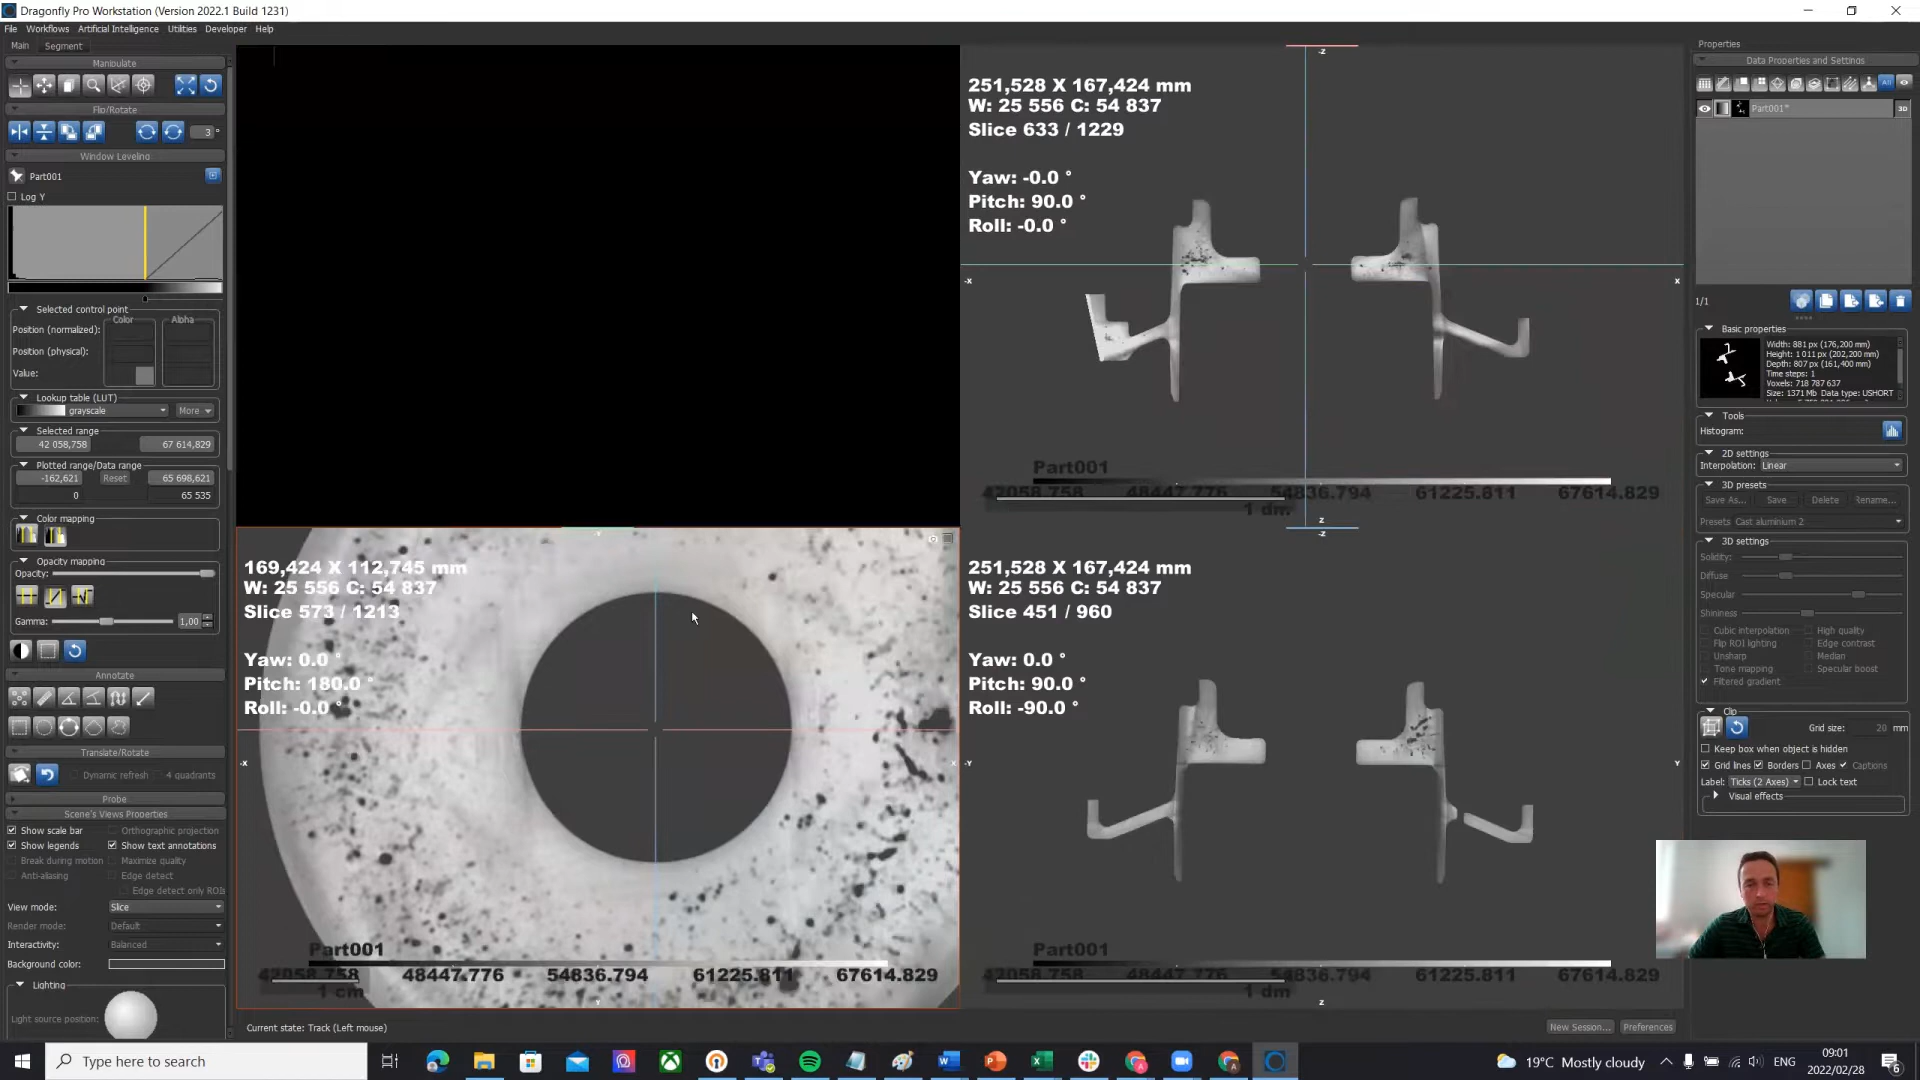 Dragonfly Pro Workstation (Version 2022.1 Build 1231)
File Workflows Artificial Intelligence Utilities Developer Help
Main Segment
Manipulate
Flip/Rotate
3 °
Window Leveling
Part001
Log Y
Selected control point
Color Alpha
Position (normalized):
Position (physical):
Value:
Lookup table (LUT)
grayscale More
Selected range
42 058,758 67 614,829
Plotted range/Data range
-162,621 Reset 65 698,621
0 65 535
Color mapping
Opacity mapping
Opacity:
Gamma: 1,00
Annotate
Translate/Rotate
Dynamic refresh 4 quadrants
Probe
Scene's Views Properties
Show scale bar Orthographic projection
Show legends Show text annotations
Break during motion Maximize quality
Anti-aliasing Edge detect
Edge detect only ROIs
View mode: Slice
Render mode: Default
Interactivity: Balanced
Background color:
Lighting
Light source position:
251,528 X 167,424 mm
W: 25 556 C: 54 837
Slice 633 / 1229
Yaw: -0.0 °
Pitch: 90.0 °
Roll: -0.0 °
-Z
-X
X
Z
Part001
42058.758 48447.776 54836.794 61225.811 67614.829
1 dm
169,424 X 112,745 mm
W: 25 556 C: 54 837
Slice 573 / 1213
Yaw: 0.0 °
Pitch: 180.0 °
Roll: -0.0 °
-Y
-X
X
Y
Part001
42058.758 48447.776 54836.794 61225.811 67614.829
1 cm
251,528 X 167,424 mm
W: 25 556 C: 54 837
Slice 451 / 960
Yaw: 0.0 °
Pitch: 90.0 °
Roll: -90.0 °
-Z
-Y
Y
Z
Part001
42058.758 48447.776 54836.794 61225.811 67614.829
1 dm
Current state: Track (Left mouse)
New Session... Preferences
Properties
Data Properties and Settings
All
Part001* 3D
1/1
Basic properties
Width: 881 px (176,200 mm)
Height: 1 011 px (202,200 mm)
Depth: 807 px (161,400 mm)
Time steps: 1
Voxels: 718 787 637
Size: 1371 Mb Data type: USHORT
Tools
Histogram:
2D settings
Interpolation: Linear
3D presets
Save As... Save Delete Rename...
Presets Cast aluminium 2
3D settings
Solidity:
Diffuse
Specular
Shininess
Cubic interpolation High quality
Flip ROI lighting Edge contrast
Unsharp Median
Tone mapping Specular boost
Filtered gradient
Clip
Grid size: 20 mm
Keep box when object is hidden
Grid lines Borders Axes Captions
Label: Ticks (2 Axes) Lock text
Visual effects
Type here to search
19°C Mostly cloudy
ENG
09:01
2022/02/28
6